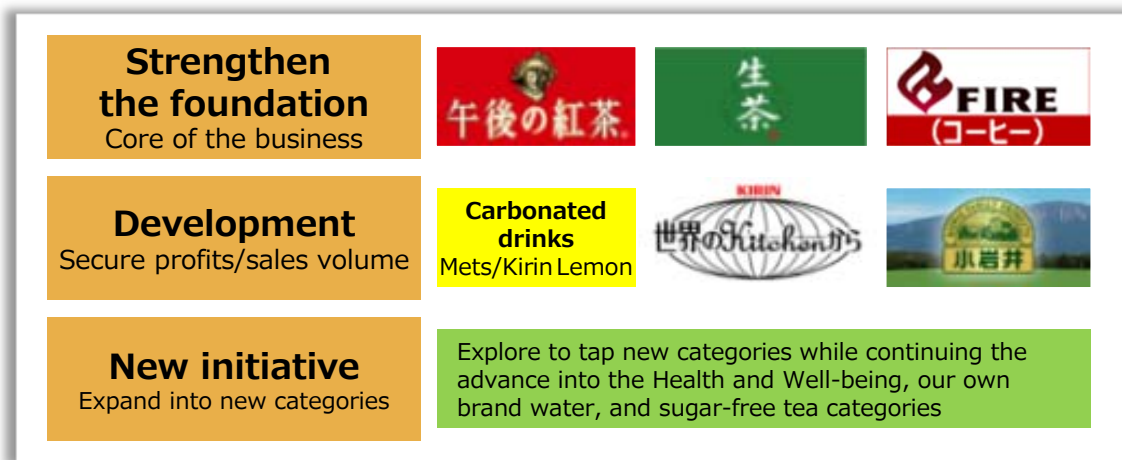 Strengthen
the foundation
Core of the business
午後の紅茶®
生
茶
FIRE
(コーヒー)
Development
Secure profits/sales volume
Carbonated
drinks
Mets/Kirin Lemon
KIRIN
世界のKitchenから
小岩井
New initiative
Expand into new categories
Explore to tap new categories while continuing the
advance into the Health and Well-being, our own
brand water, and sugar-free tea categories